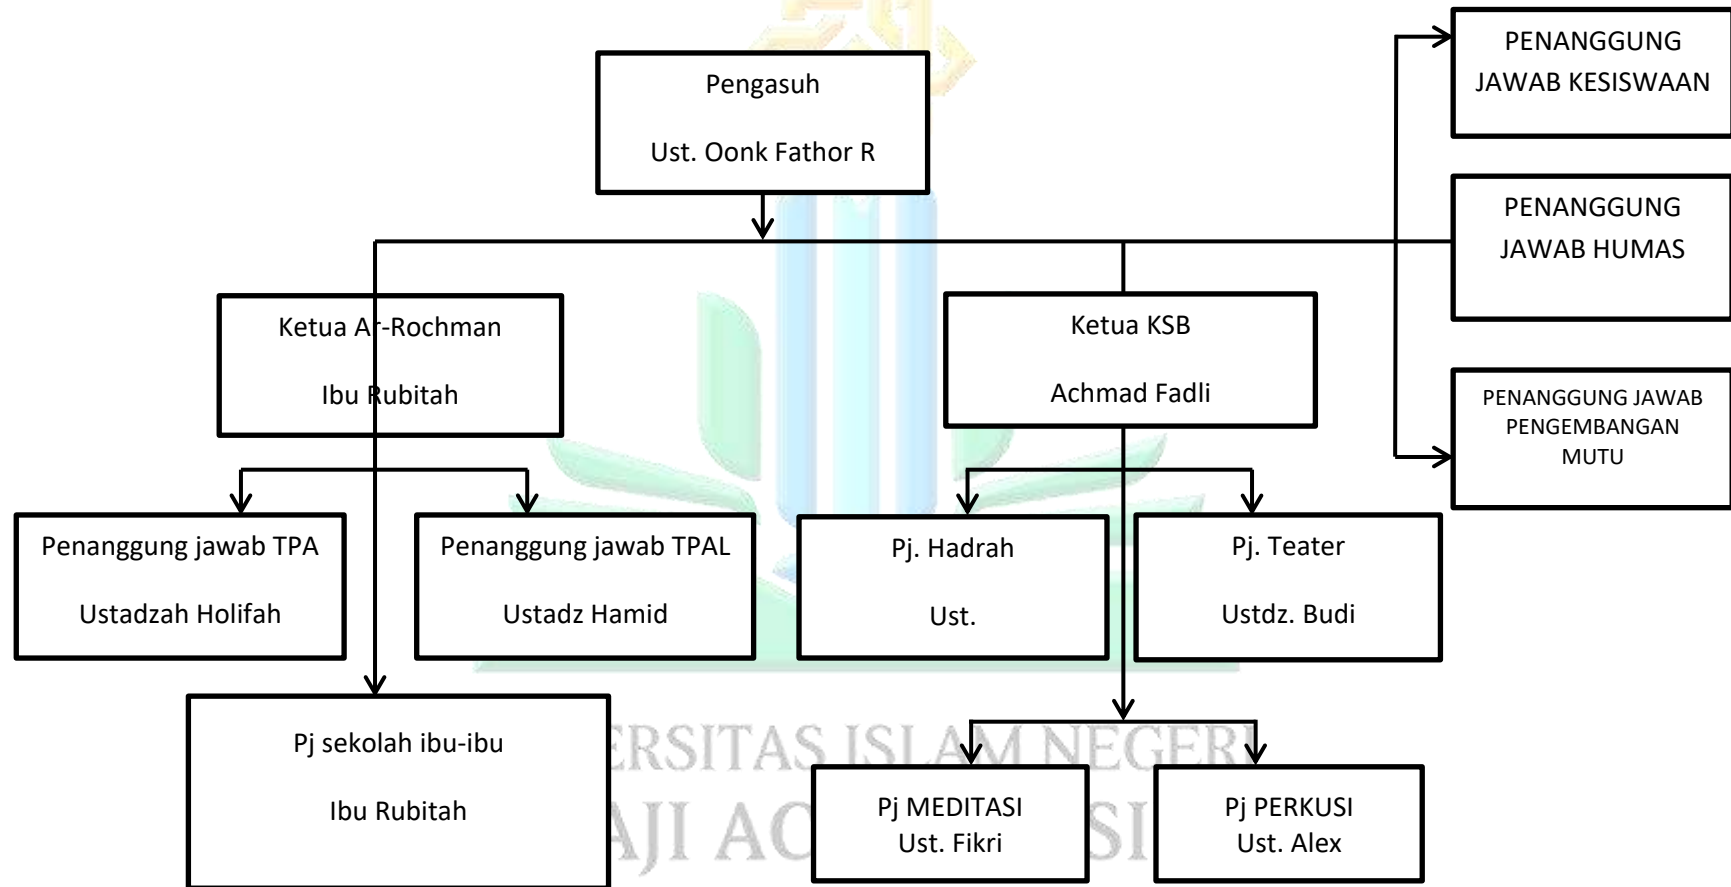 Pengasuh
Ust. Oonk Fathor R
PENANGGUNG
JAWAB KESISWAAN
PENANGGUNG
JAWAB HUMAS
PENANGGUNG JAWAB
PENGEMBANGAN
MUTU
Ketua Ar-Rochman
Ibu Rubitah
Ketua KSB
Achmad Fadli
Penanggung jawab TPA
Ustadzah Holifah
Penanggung jawab TPAL
Ustadz Hamid
Pj. Hadrah
Ust.
Pj. Teater
Ustdz. Budi
Pj sekolah ibu-ibu
Ibu Rubitah
Pj MEDITASI
Ust. Fikri
Pj PERKUSI
Ust. Alex
ISLAM NEGERI